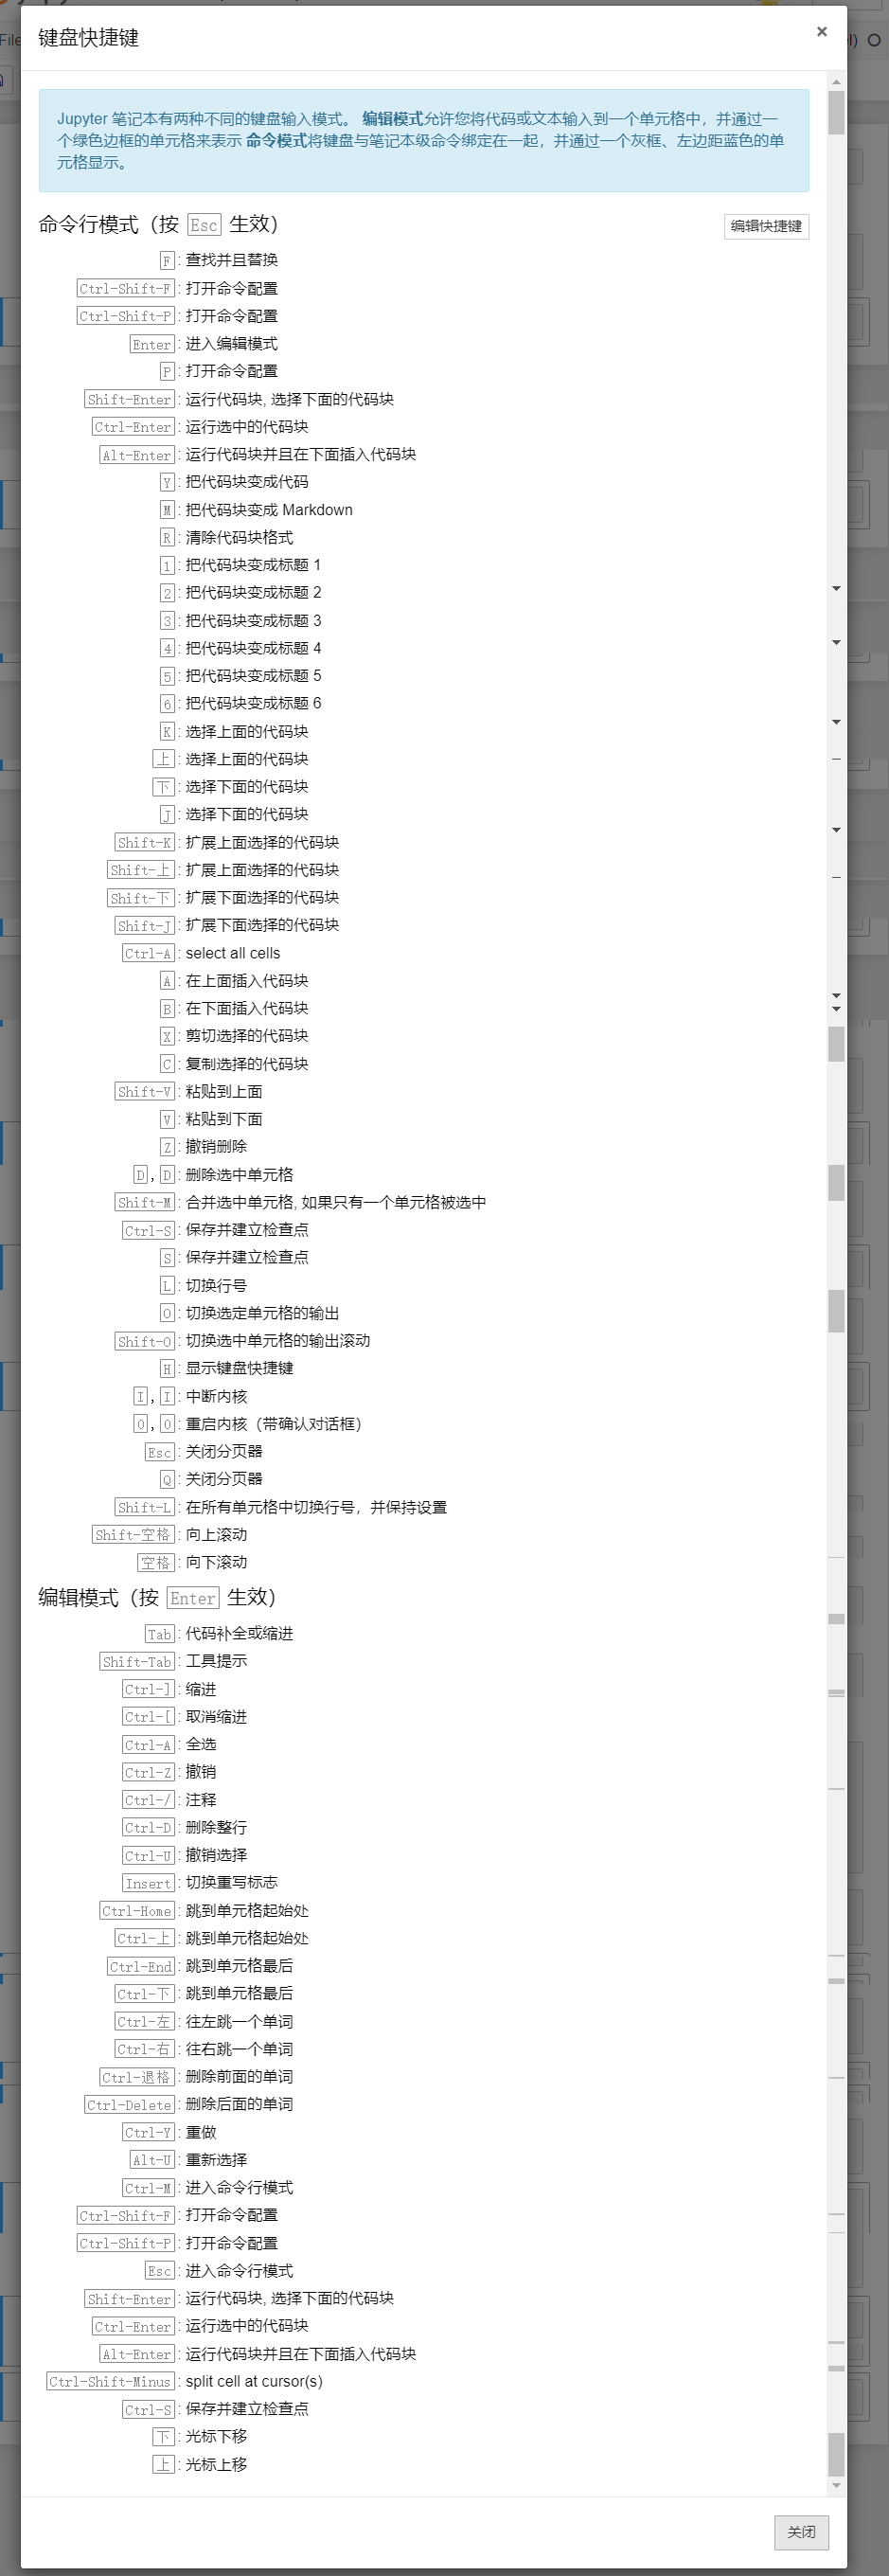 键盘快捷键
×
Jupyter 笔记本有两种不同的键盘输入模式。 编辑模式允许您将代码或文本输入到一个单元格中，并通过一
个绿色边框的单元格来表示 命令模式将键盘与笔记本级命令绑定在一起，并通过一个灰框、左边距蓝色的单
元格显示。
命令行模式（按 Esc 生效）
编辑快捷键
F : 查找并且替换
Ctrl-Shift-F : 打开命令配置
Ctrl-Shift-P : 打开命令配置
Enter : 进入编辑模式
P : 打开命令配置
Shift-Enter : 运行代码块, 选择下面的代码块
Ctrl-Enter : 运行选中的代码块
Alt-Enter : 运行代码块并且在下面插入代码块
Y : 把代码块变成代码
M : 把代码块变成 Markdown
R : 清除代码块格式
1 : 把代码块变成标题 1
2 : 把代码块变成标题 2
3 : 把代码块变成标题 3
4 : 把代码块变成标题 4
5 : 把代码块变成标题 5
6 : 把代码块变成标题 6
K : 选择上面的代码块
上 : 选择上面的代码块
下 : 选择下面的代码块
J : 选择下面的代码块
Shift-K : 扩展上面选择的代码块
Shift-上 : 扩展上面选择的代码块
Shift-下 : 扩展下面选择的代码块
Shift-J : 扩展下面选择的代码块
Ctrl-A : select all cells
A : 在上面插入代码块
B : 在下面插入代码块
X : 剪切选择的代码块
C : 复制选择的代码块
Shift-V : 粘贴到上面
V : 粘贴到下面
Z : 撤销删除
D , D : 删除选中单元格
Shift-M : 合并选中单元格, 如果只有一个单元格被选中
Ctrl-S : 保存并建立检查点
S : 保存并建立检查点
L : 切换行号
O : 切换选定单元格的输出
Shift-O : 切换选中单元格的输出滚动
H : 显示键盘快捷键
I , I : 中断内核
0 , 0 : 重启内核（带确认对话框）
Esc : 关闭分页器
Q : 关闭分页器
Shift-L : 在所有单元格中切换行号，并保持设置
Shift-空格 : 向上滚动
空格 : 向下滚动
编辑模式（按 Enter 生效）
Tab : 代码补全或缩进
Shift-Tab : 工具提示
Ctrl-] : 缩进
Ctrl-[ : 取消缩进
Ctrl-A : 全选
Ctrl-Z : 撤销
Ctrl-/ : 注释
Ctrl-D : 删除整行
Ctrl-U : 撤销选择
Insert : 切换重写标志
Ctrl-Home : 跳到单元格起始处
Ctrl-上 : 跳到单元格起始处
Ctrl-End : 跳到单元格最后
Ctrl-下 : 跳到单元格最后
Ctrl-左 : 往左跳一个单词
Ctrl-右 : 往右跳一个单词
Ctrl-退格 : 删除前面的单词
Ctrl-Delete : 删除后面的单词
Ctrl-Y : 重做
Alt-U : 重新选择
Ctrl-M : 进入命令行模式
Ctrl-Shift-F : 打开命令配置
Ctrl-Shift-P : 打开命令配置
Esc : 进入命令行模式
Shift-Enter : 运行代码块, 选择下面的代码块
Ctrl-Enter : 运行选中的代码块
Alt-Enter : 运行代码块并且在下面插入代码块
Ctrl-Shift-Minus : split cell at cursor(s)
Ctrl-S : 保存并建立检查点
下 : 光标下移
上 : 光标上移
关闭